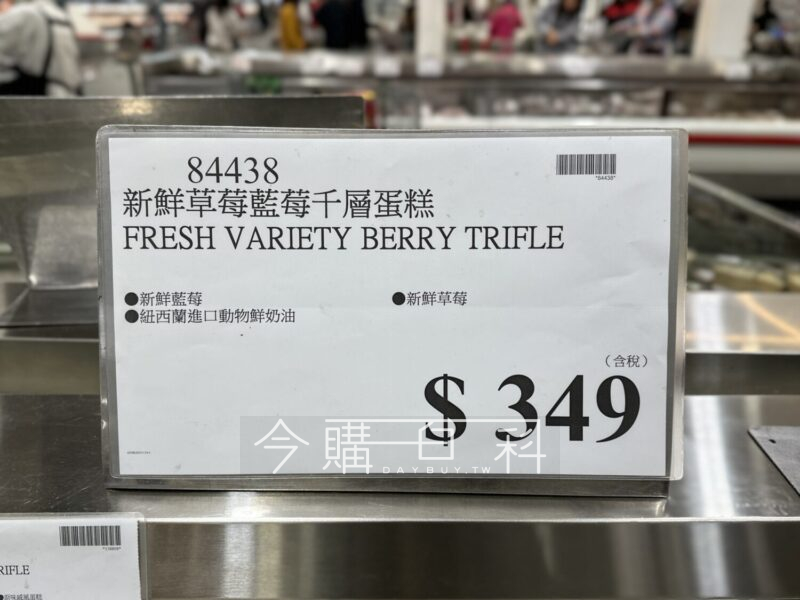 84438
*84438*
新鮮草莓藍莓千層蛋糕
FRESH VARIETY BERRY TRIFLE
●新鮮藍莓 ●新鮮草莓
●紐西蘭進口動物鮮奶油
(含稅)
$ 349
今購百科
DAYBUY.TW
RIFLE